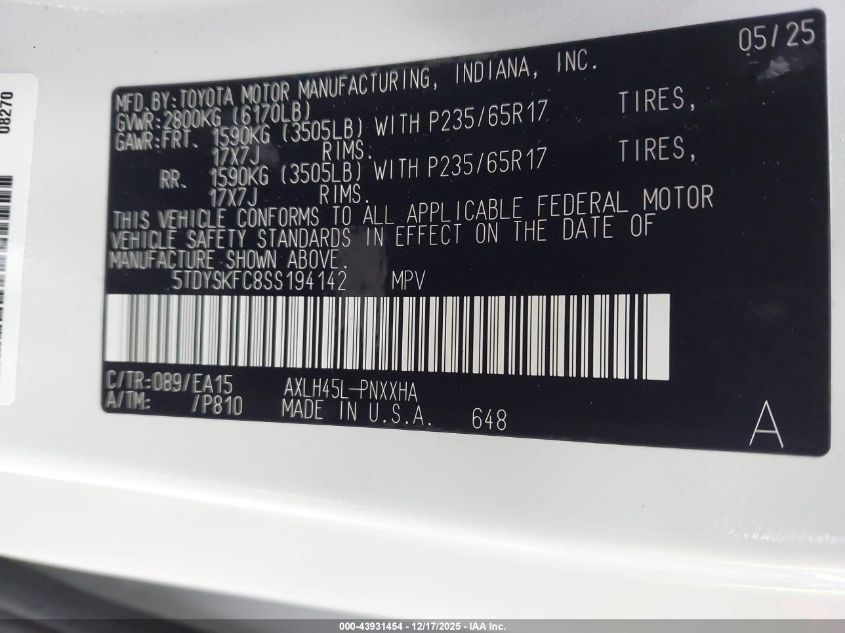 08270
05/25
MFD.BY:TOYOTA MOTOR MANUFACTURING, INDIANA, INC.
GVWR:2800KG (6170LB)
GAWR:FRT. 1590KG (3505LB) WITH P235/65R17 TIRES,
17X7J RIMS.
RR. 1590KG (3505LB) WITH P235/65R17 TIRES,
17X7J RIMS.
THIS VEHICLE CONFORMS TO ALL APPLICABLE FEDERAL MOTOR
VEHICLE SAFETY STANDARDS IN EFFECT ON THE DATE OF
MANUFACTURE SHOWN ABOVE.
5TDYSKFC8SS194142 MPV
C/TR:089/EA15 AXLH45L-PNXXHA
A/TM: /P810 MADE IN U.S.A. 648
A
000-43931454 – 12/17/2025 – IAA Inc.